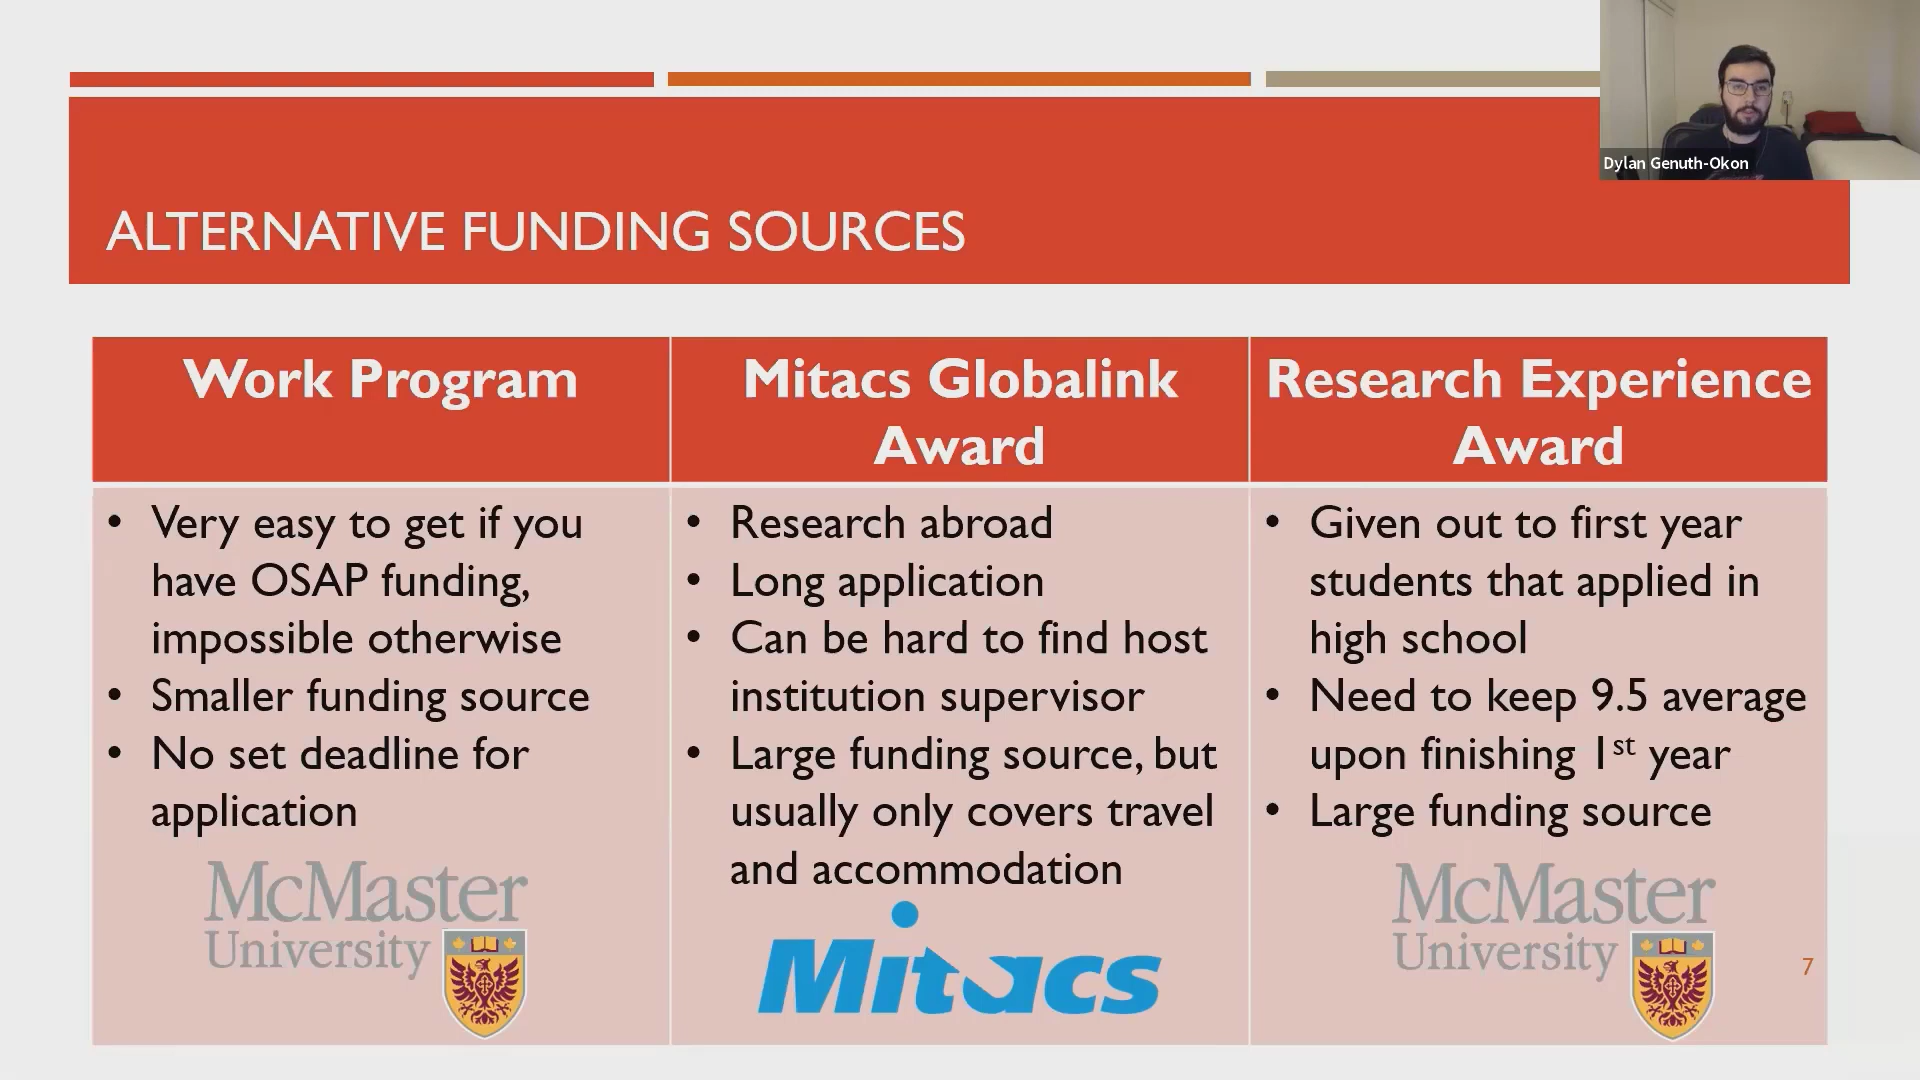 Dylan Genuth-Okon
ALTERNATIVE FUNDING SOURCES
Work Program
• Very easy to get if you
have OSAP funding,
impossible otherwise
• Smaller funding source
• No set deadline for
application
McMaster
University
Mitacs Globalink
Award
• Research abroad
• Long application
• Can be hard to find host
institution supervisor
• Large funding source, but
usually only covers travel
and accommodation
Mitacs
Research Experience
Award
• Given out to first year
students that applied in
high school
• Need to keep 9.5 average
upon finishing 1st year
• Large funding source
McMaster
University
7